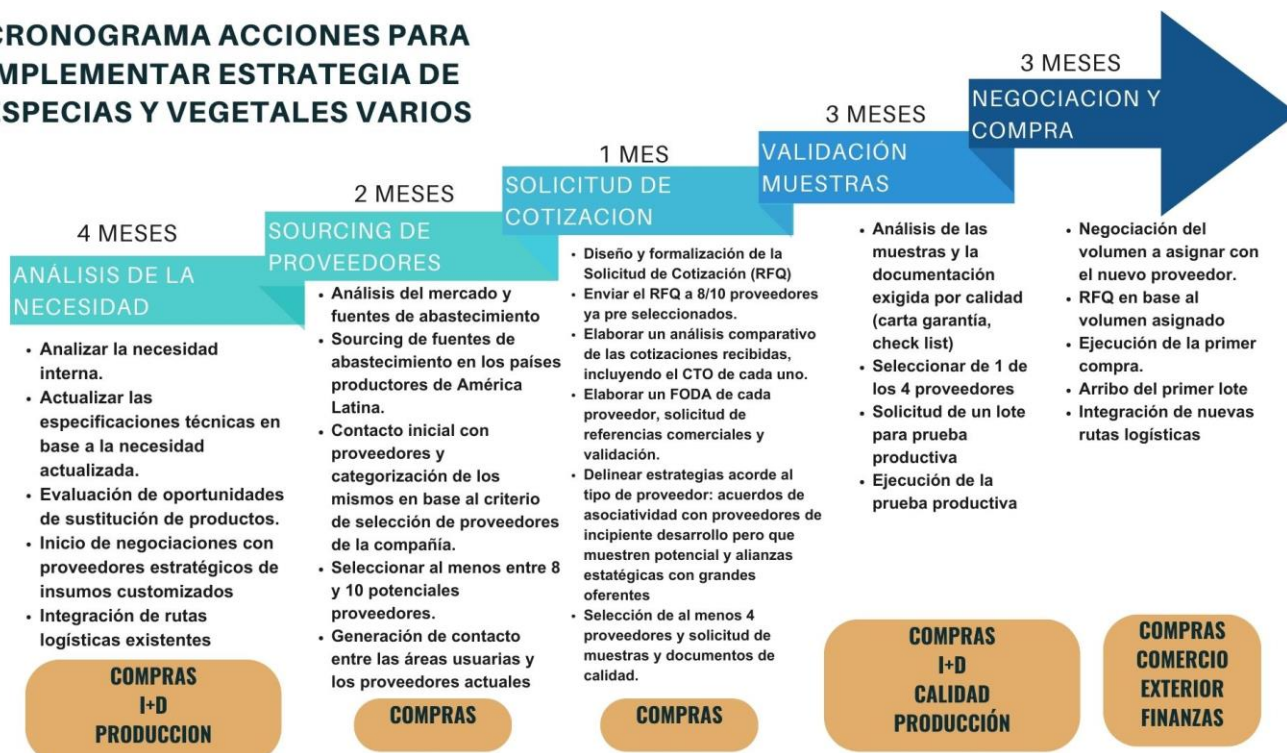 CRONOGRAMA ACCIONES PARA
IMPLEMENTAR ESTRATEGIA DE
ESPECIAS Y VEGETALES VARIOS
4 MESES
ANÁLISIS DE LA
NECESIDAD
• Analizar la necesidad
interna.
• Actualizar las
especificaciones técnicas en
base a la necesidad
actualizada.
• Evaluación de oportunidades
de sustitución de productos.
• Inicio de negociaciones con
proveedores estratégicos de
insumos customizados
• Integración de rutas
logísticas existentes
COMPRAS
I+D
PRODUCCION
2 MESES
SOURCING DE
PROVEEDORES
• Análisis del mercado y
fuentes de abastecimiento
• Sourcing de fuentes de
abastecimiento en los países
productores de América
Latina.
• Contacto inicial con
proveedores y
categorización de los
mismos en base al criterio
de selección de proveedores
de la compañía.
• Seleccionar al menos entre 8
y 10 potenciales
proveedores.
• Generación de contacto
entre las áreas usuarias y
los proveedores actuales
COMPRAS
1 MES
SOLICITUD DE
COTIZACION
• Diseño y formalización de la
Solicitud de Cotización (RFQ)
• Enviar el RFQ a 8/10 proveedores
ya pre seleccionados.
• Elaborar un análisis comparativo
de las cotizaciones recibidas,
incluyendo el CTO de cada uno.
• Elaborar un FODA de cada
proveedor, solicitud de
referencias comerciales y
validación.
• Delinear estrategias acorde al
tipo de proveedor: acuerdos de
asociatividad con proveedores de
incipiente desarrollo pero que
muestren potencial y alianzas
estatégicas con grandes
oferentes
• Selección de al menos 4
proveedores y solicitud de
muestras y documentos de
calidad.
COMPRAS
3 MESES
VALIDACIÓN
MUESTRAS
• Análisis de las
muestras y la
documentación
exigida por calidad
(carta garantía,
check list)
• Seleccionar de 1 de
los 4 proveedores
• Solicitud de un lote
para prueba
productiva
• Ejecución de la
prueba productiva
COMPRAS
I+D
CALIDAD
PRODUCCIÓN
3 MESES
NEGOCIACION Y
COMPRA
• Negociación del
volumen a asignar con
el nuevo proveedor.
• RFQ en base al
volumen asignado
• Ejecución de la primer
compra.
• Arribo del primer lote
• Integración de nuevas
rutas logísticas
COMPRAS
COMERCIO
EXTERIOR
FINANZAS